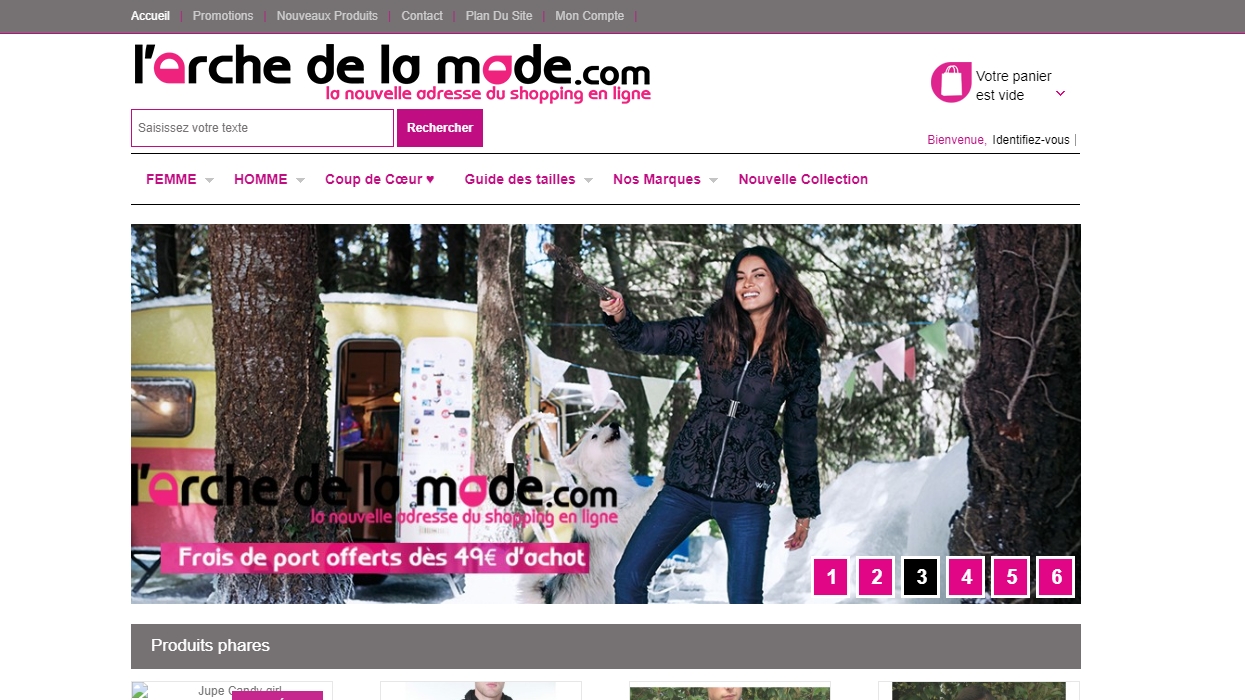 Accueil | Promotions | Nouveaux Produits | Contact | Plan Du Site | Mon Compte |
l'arche de la mode.com
la nouvelle adresse du shopping en ligne
Votre panier
est vide
Saisissez votre texte
Rechercher
Bienvenue, Identifiez-vous |
FEMME HOMME Coup de Cœur ♥ Guide des tailles Nos Marques Nouvelle Collection
Why?
l'arche de la mode.com
la nouvelle adresse du shopping en ligne
Frais de port offerts dès 49€ d'achat
1 2 3 4 5 6
Produits phares
Jupe Candy girl